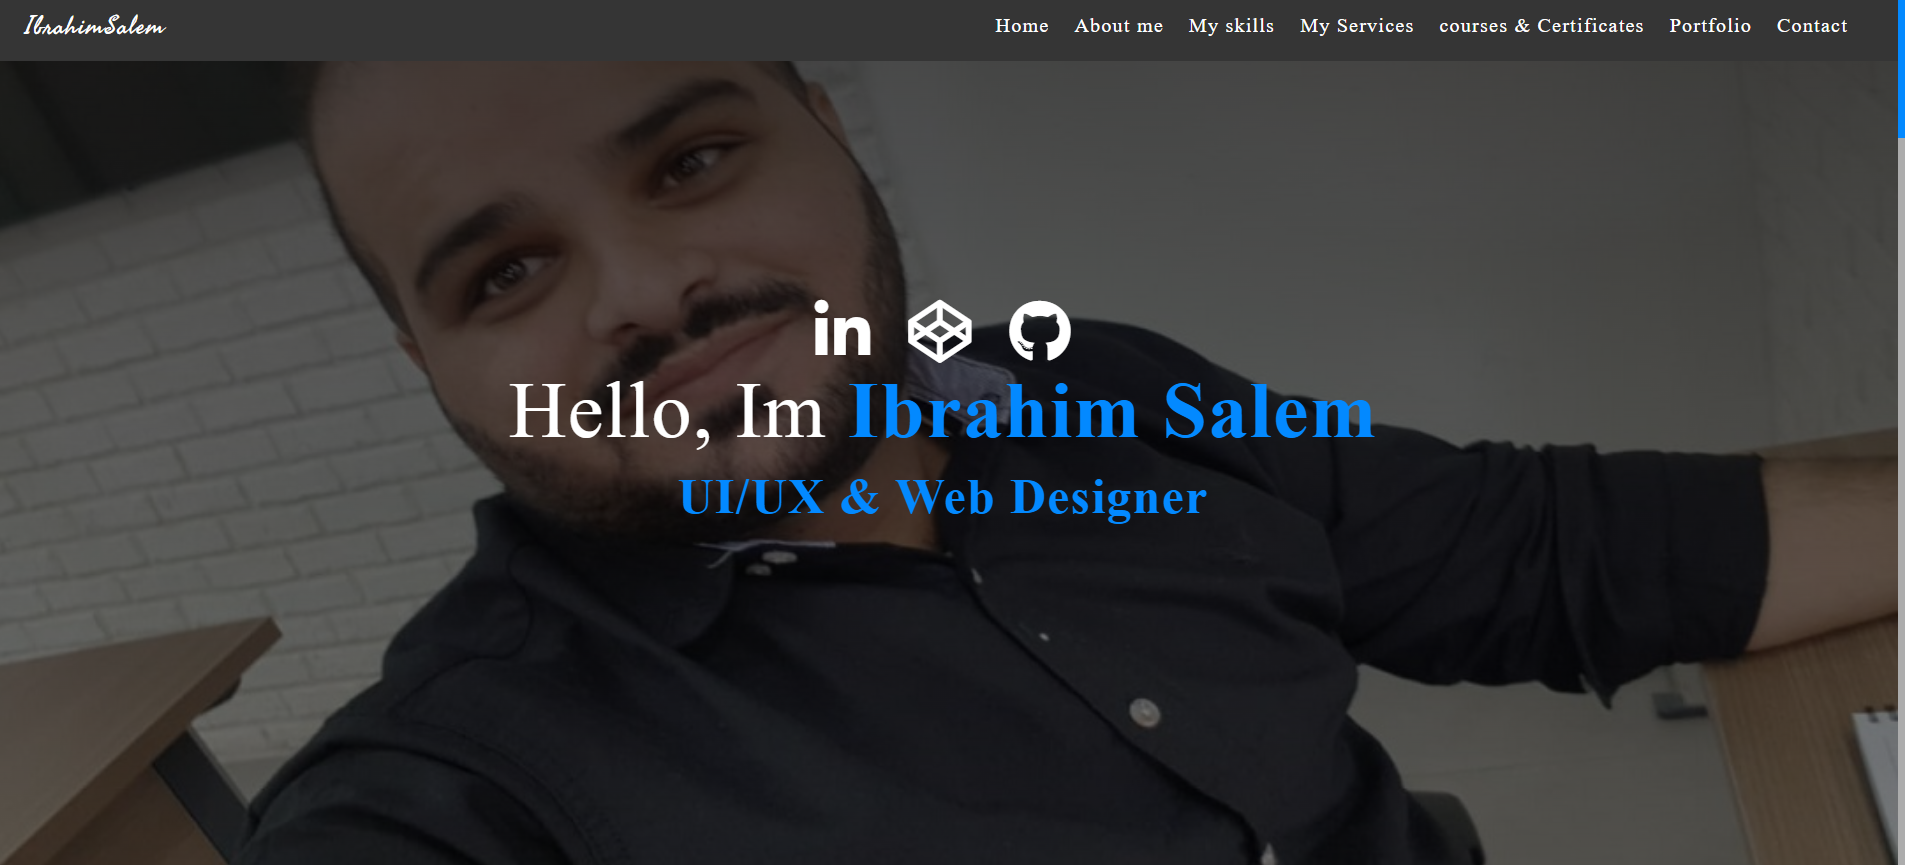 IbrahimSalem
Home About me My skills My Services courses & Certificates Portfolio Contact
in
Hello, Im Ibrahim Salem
UI/UX & Web Designer